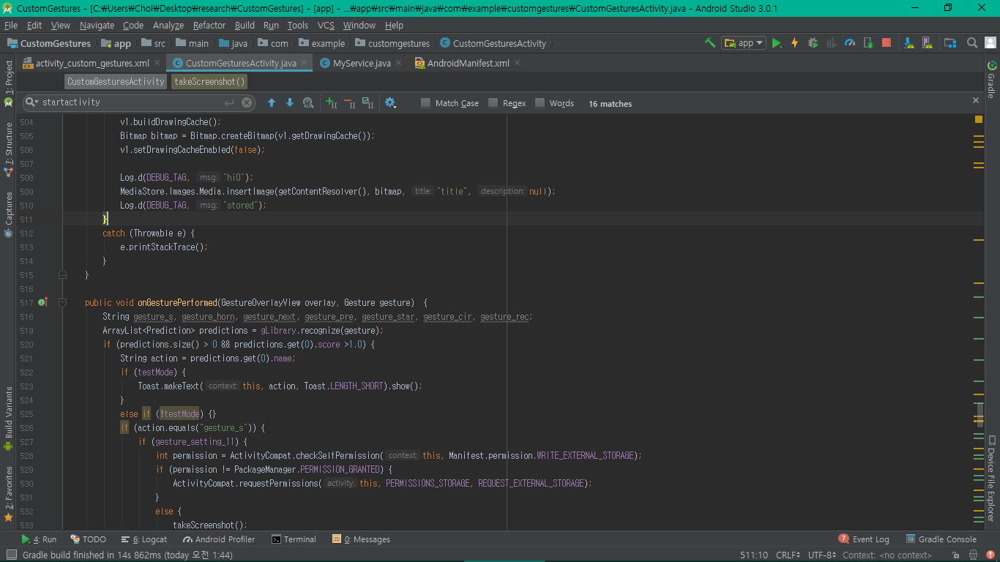 CustomGestures - [C:\Users\Choi\Desktop\research\CustomGestures] - [app] - ...\app\src\main\java\com\example\customgestures\CustomGesturesActivity.java - Android Studio 3.0.1
File Edit View Navigate Code Analyze Refactor Build Run Tools VCS Window Help
CustomGestures app src main java com example customgestures CustomGesturesActivity app
activity_custom_gestures.xml CustomGesturesActivity.java MyService.java AndroidManifest.xml
CustomGesturesActivity takeScreenshot()
startactivity Match Case Regex Words 16 matches
504 v1.buildDrawingCache();
505 Bitmap bitmap = Bitmap.createBitmap(v1.getDrawingCache());
506 v1.setDrawingCacheEnabled(false);
507
508 Log.d(DEBUG_TAG, msg: "hi0");
509 MediaStore.Images.Media.insertImage(getContentResolver(), bitmap, title: "title", description: null);
510 Log.d(DEBUG_TAG, msg: "stored");
511 }
512 catch (Throwable e) {
513 e.printStackTrace();
514 }
515 }
516
517 public void onGesturePerformed(GestureOverlayView overlay, Gesture gesture) {
518 String gesture_s, gesture_horn, gesture_next, gesture_pre, gesture_star, gesture_cir, gesture_rec;
519 ArrayList<Prediction> predictions = gLibrary.recognize(gesture);
520 if (predictions.size() > 0 && predictions.get(0).score >1.0) {
521 String action = predictions.get(0).name;
522 if (testMode) {
523 Toast.makeText( context: this, action, Toast.LENGTH_SHORT).show();
524 }
525 else if (!testMode) {}
526 if (action.equals("gesture_s")) {
527 if (gesture_setting_11) {
528 int permission = ActivityCompat.checkSelfPermission( context: this, Manifest.permission.WRITE_EXTERNAL_STORAGE);
529 if (permission != PackageManager.PERMISSION_GRANTED) {
530 ActivityCompat.requestPermissions( activity: this, PERMISSIONS_STORAGE, REQUEST_EXTERNAL_STORAGE);
531 }
532 else {
533 takeScreenshot();
1: Project
7: Structure
Captures
Build Variants
2: Favorites
Gradle
Device File Explorer
4: Run TODO 6: Logcat Android Profiler Terminal 0: Messages 7 Event Log Gradle Console
Gradle build finished in 14s 862ms (today 오전 1:44) 511:10 CRLF UTF-8 Context: <no context>